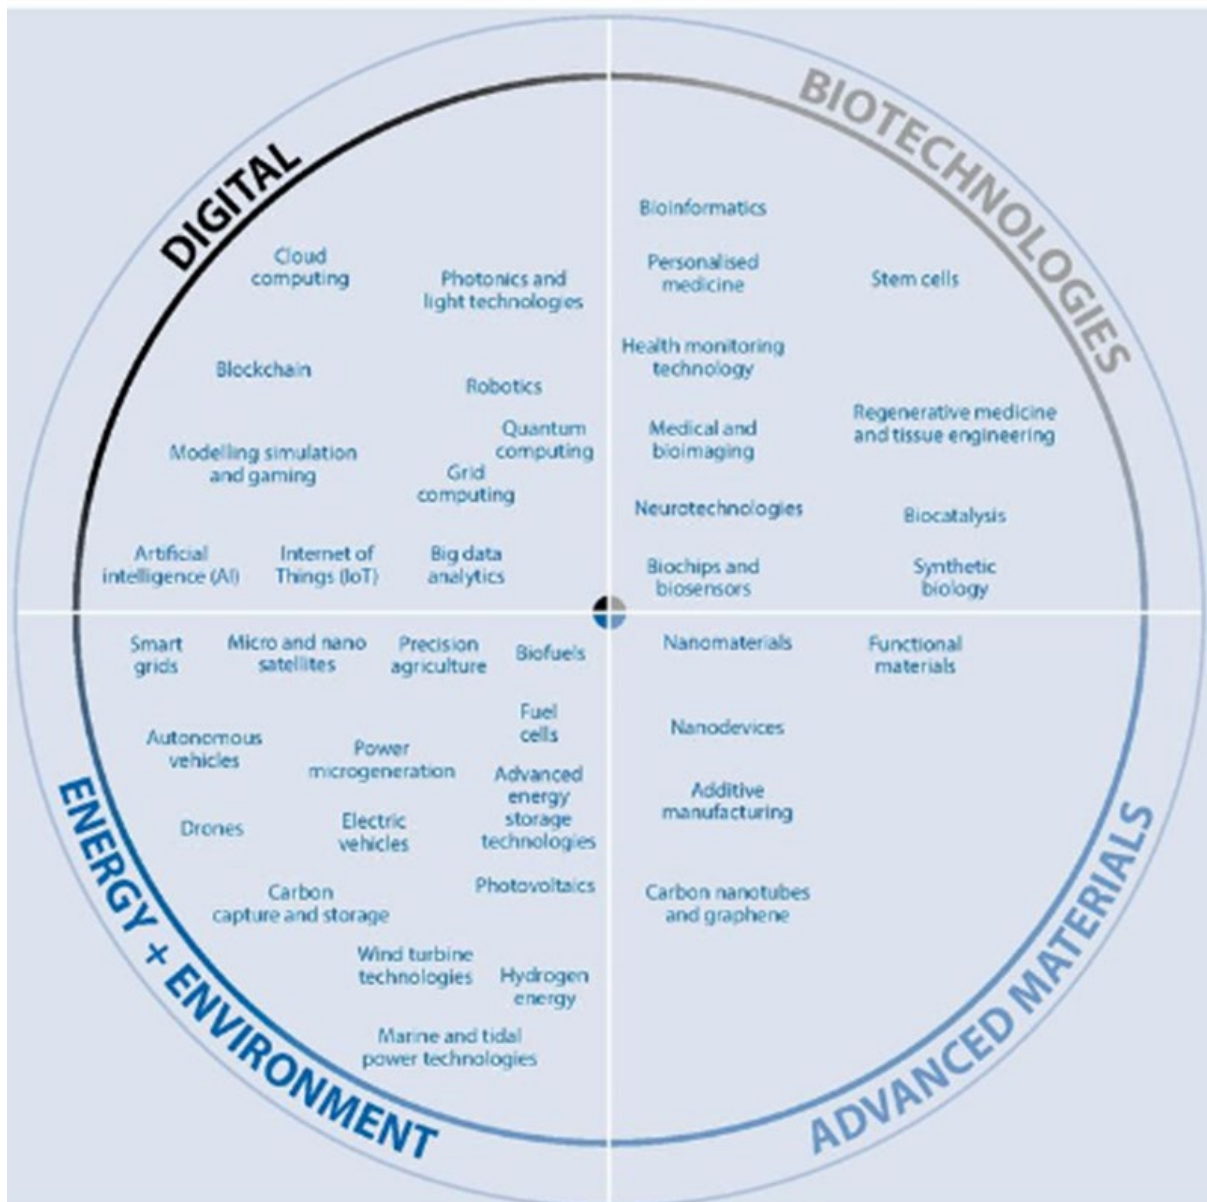 DIGITAL
Cloud
computing
Photonics and
light technologies
Blockchain
Robotics
Quantum
computing
Modelling simulation
and gaming
Grid
computing
Artificial
intelligence (AI)
Internet of
Things (IoT)
Big data
analytics
BIOTECHNOLOGIES
Bioinformatics
Personalised
medicine
Stem cells
Health monitoring
technology
Regenerative medicine
and tissue engineering
Medical and
bioimaging
Neurotechnologies
Biocatalysis
Biochips and
biosensors
Synthetic
biology
ENERGY + ENVIRONMENT
Smart
grids
Micro and nano
satellites
Precision
agriculture
Biofuels
Fuel
cells
Autonomous
vehicles
Power
microgeneration
Advanced
energy
storage
technologies
Drones
Electric
vehicles
Carbon
capture and storage
Photovoltaics
Wind turbine
technologies
Hydrogen
energy
Marine and tidal
power technologies
ADVANCED MATERIALS
Nanomaterials
Functional
materials
Nanodevices
Additive
manufacturing
Carbon nanotubes
and graphene